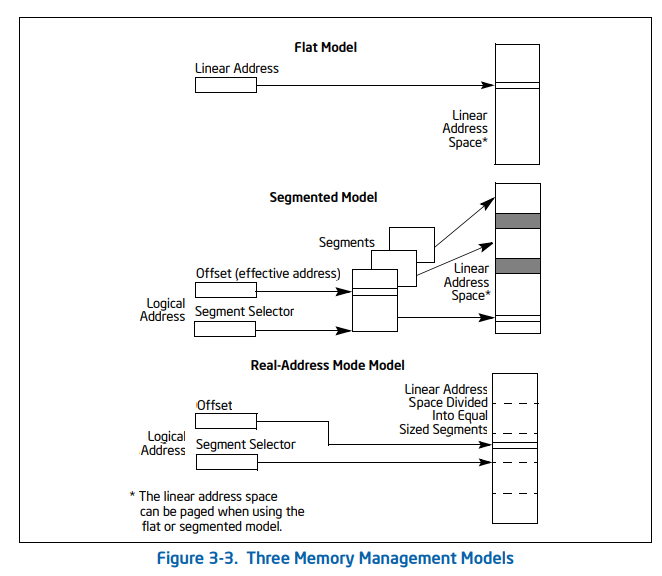 Flat Model
Linear Address
Linear
Address
Space*
Segmented Model
Segments
Offset (effective address)
Logical
Address
Segment Selector
Linear
Address
Space*
Real-Address Mode Model
Offset
Logical
Address
Segment Selector
Linear Address
Space Divided
Into Equal
Sized Segments
* The linear address space
can be paged when using the
flat or segmented model.
Figure 3-3. Three Memory Management Models